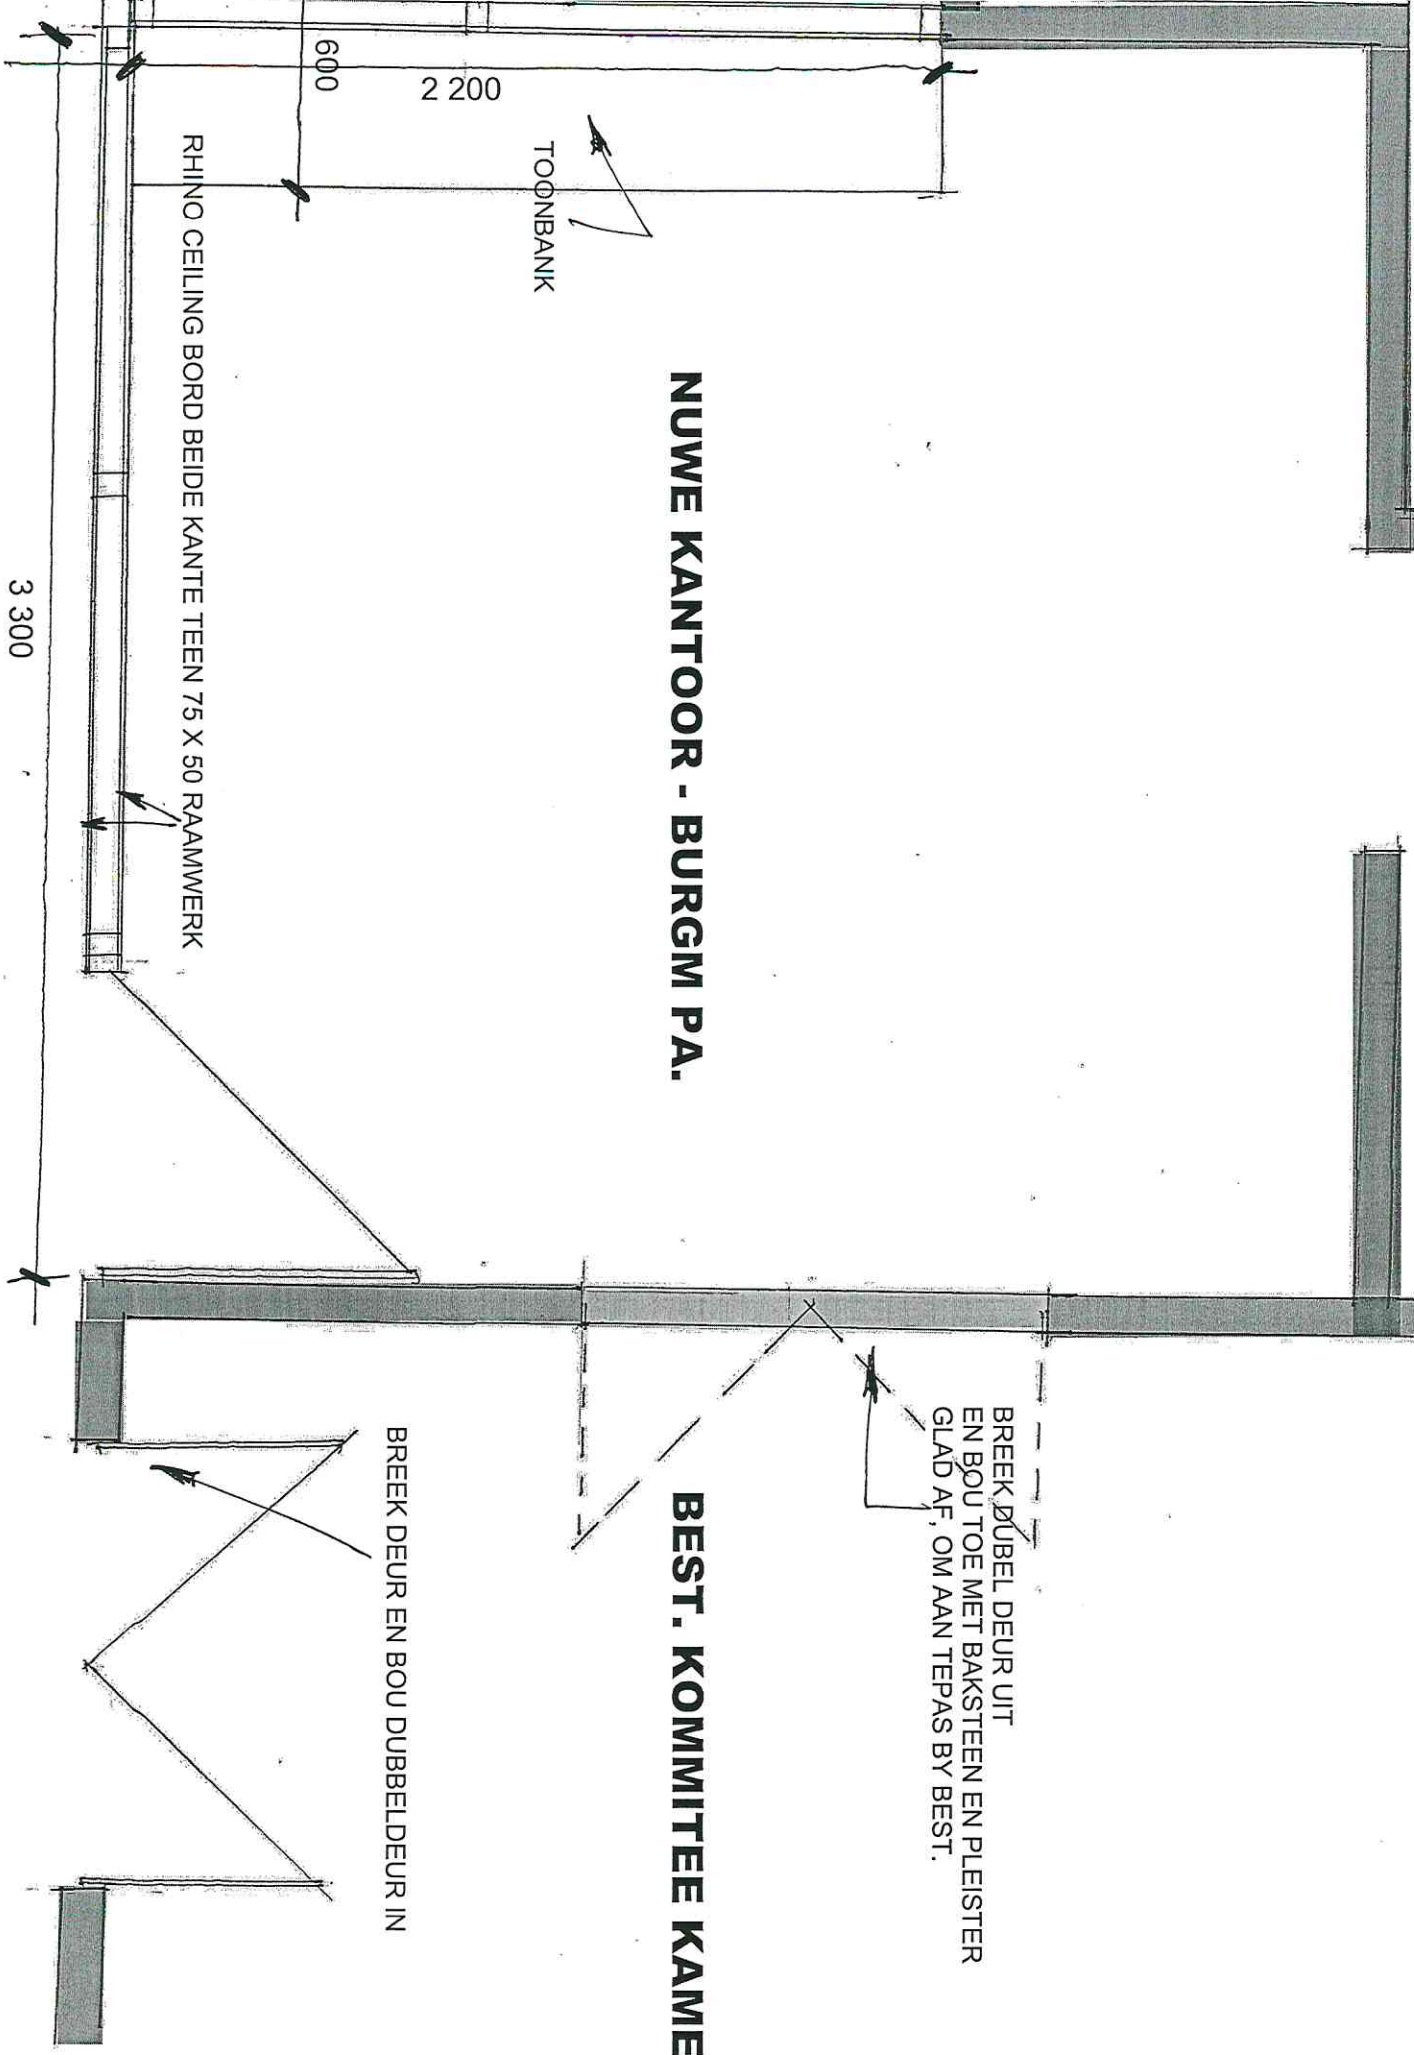 BREEK DUBEL DEUR UIT
EN BOU TOE MET BAKSTEEN EN PLEISTER
GLAD AF, OM AAN TEPAS BY BEST.
NUWE KANTOOR - BURGM PA.
BEST. KOMMITEE KAME
TOONBANK
2 200
600
BREEK DEUR EN BOU DUBBELDEUR IN
RHINO CEILING BORD BEIDE KANTE TEEN 75 X 50 RAAMWERK
3 300